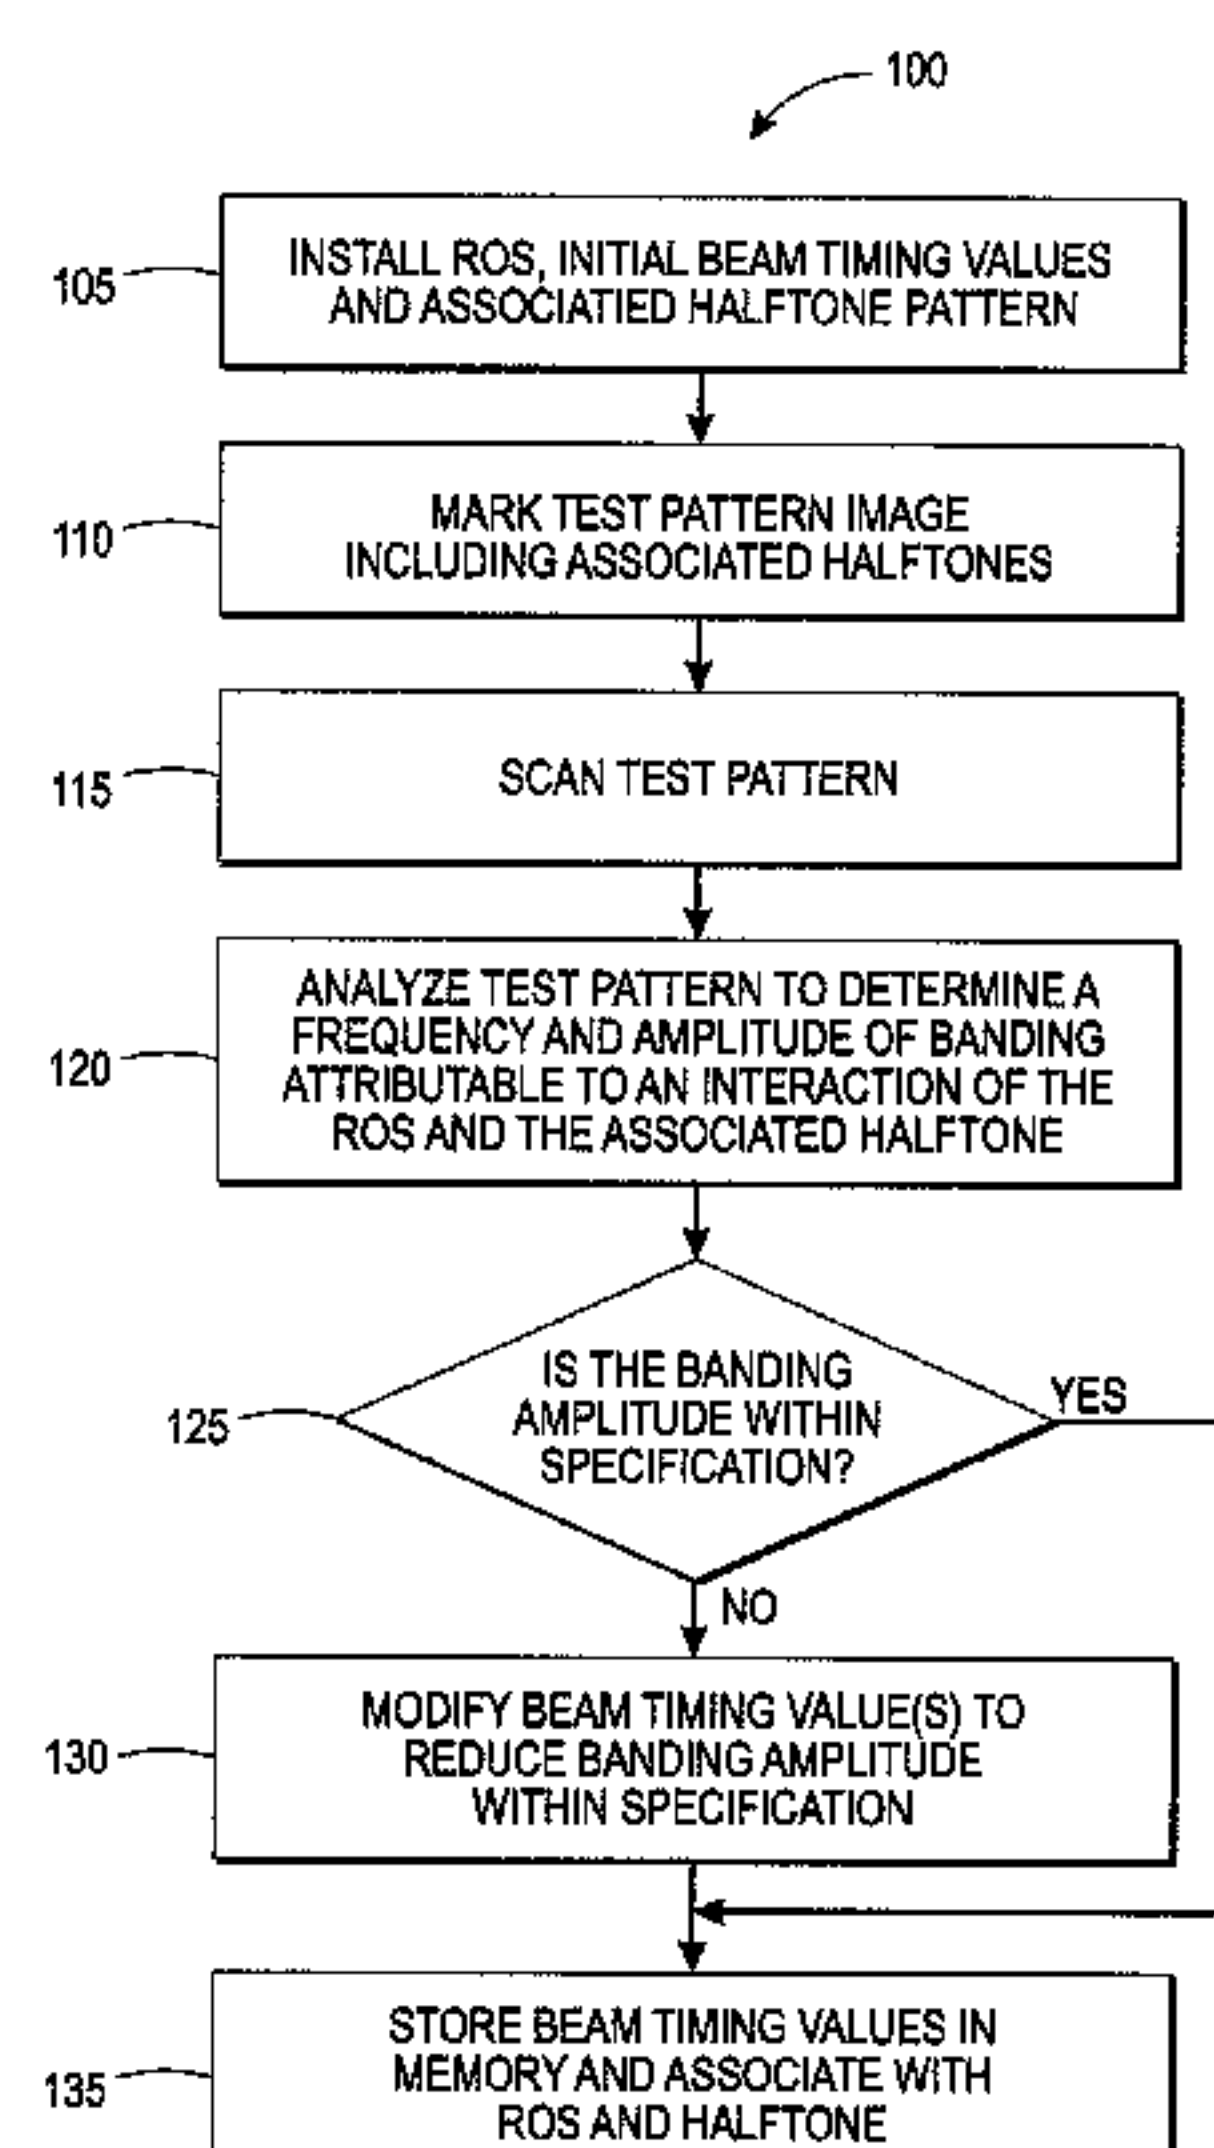 100
105
INSTALL ROS, INITIAL BEAM TIMING VALUES
AND ASSOCIATIED HALFTONE PATTERN
110
MARK TEST PATTERN IMAGE
INCLUDING ASSOCIATED HALFTONES
115
SCAN TEST PATTERN
120
ANALYZE TEST PATTERN TO DETERMINE A
FREQUENCY AND AMPLITUDE OF BANDING
ATTRIBUTABLE TO AN INTERACTION OF THE
ROS AND THE ASSOCIATED HALFTONE
125
IS THE BANDING
AMPLITUDE WITHIN
SPECIFICATION?
YES
NO
130
MODIFY BEAM TIMING VALUE(S) TO
REDUCE BANDING AMPLITUDE
WITHIN SPECIFICATION
135
STORE BEAM TIMING VALUES IN
MEMORY AND ASSOCIATE WITH
ROS AND HALFTONE